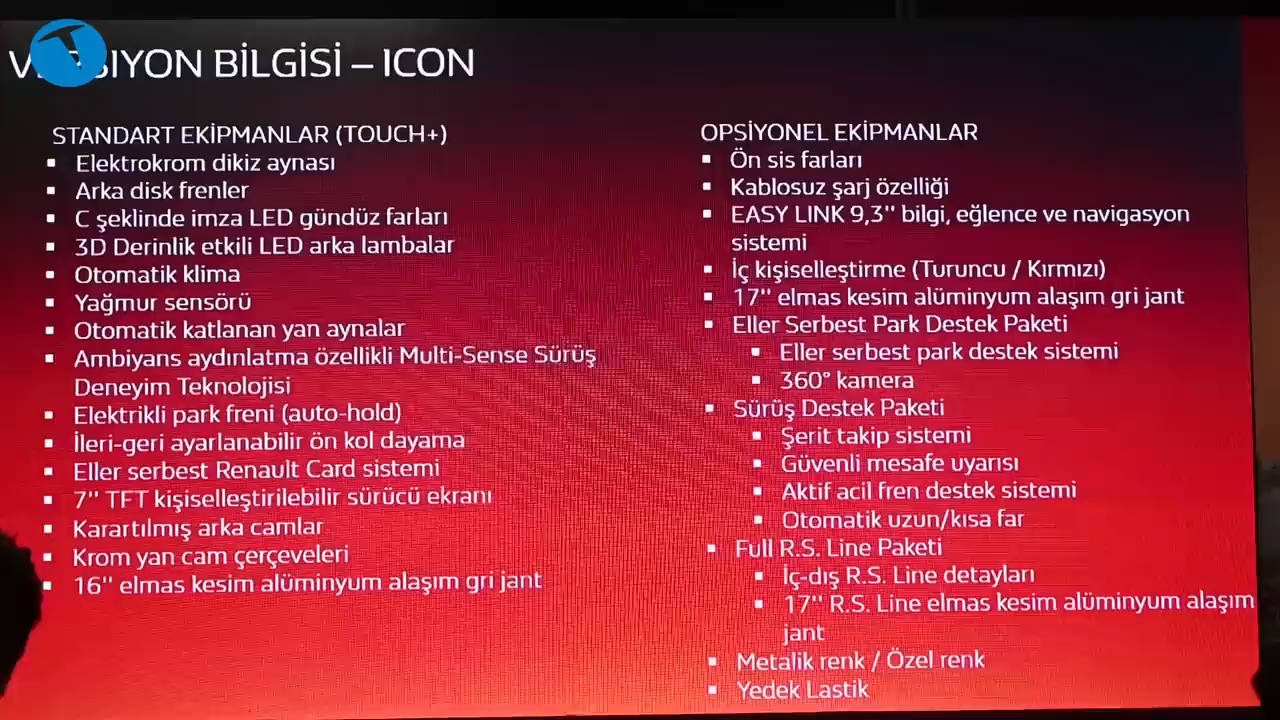 VERSİYON BİLGİSİ – ICON
STANDART EKİPMANLAR (TOUCH+)
▪ Elektrokrom dikiz aynası
▪ Arka disk frenler
▪ C şeklinde imza LED gündüz farları
▪ 3D Derinlik etkili LED arka lambalar
▪ Otomatik klima
▪ Yağmur sensörü
▪ Otomatik katlanan yan aynalar
▪ Ambiyans aydınlatma özellikli Multi-Sense Sürüş
Deneyim Teknolojisi
▪ Elektrikli park freni (auto-hold)
▪ İleri-geri ayarlanabilir ön kol dayama
▪ Eller serbest Renault Card sistemi
▪ 7'' TFT kişiselleştirilebilir sürücü ekranı
▪ Karartılmış arka camlar
▪ Krom yan cam çerçeveleri
▪ 16'' elmas kesim alüminyum alaşım gri jant
OPSİYONEL EKİPMANLAR
▪ Ön sis farları
▪ Kablosuz şarj özelliği
▪ EASY LINK 9,3'' bilgi, eğlence ve navigasyon
sistemi
▪ İç kişiselleştirme (Turuncu / Kırmızı)
▪ 17'' elmas kesim alüminyum alaşım gri jant
▪ Eller Serbest Park Destek Paketi
▪ Eller serbest park destek sistemi
▪ 360° kamera
▪ Sürüş Destek Paketi
▪ Şerit takip sistemi
▪ Güvenli mesafe uyarısı
▪ Aktif acil fren destek sistemi
▪ Otomatik uzun/kısa far
▪ Full R.S. Line Paketi
▪ İç-dış R.S. Line detayları
▪ 17'' R.S. Line elmas kesim alüminyum alaşım
jant
▪ Metalik renk / Özel renk
▪ Yedek Lastik